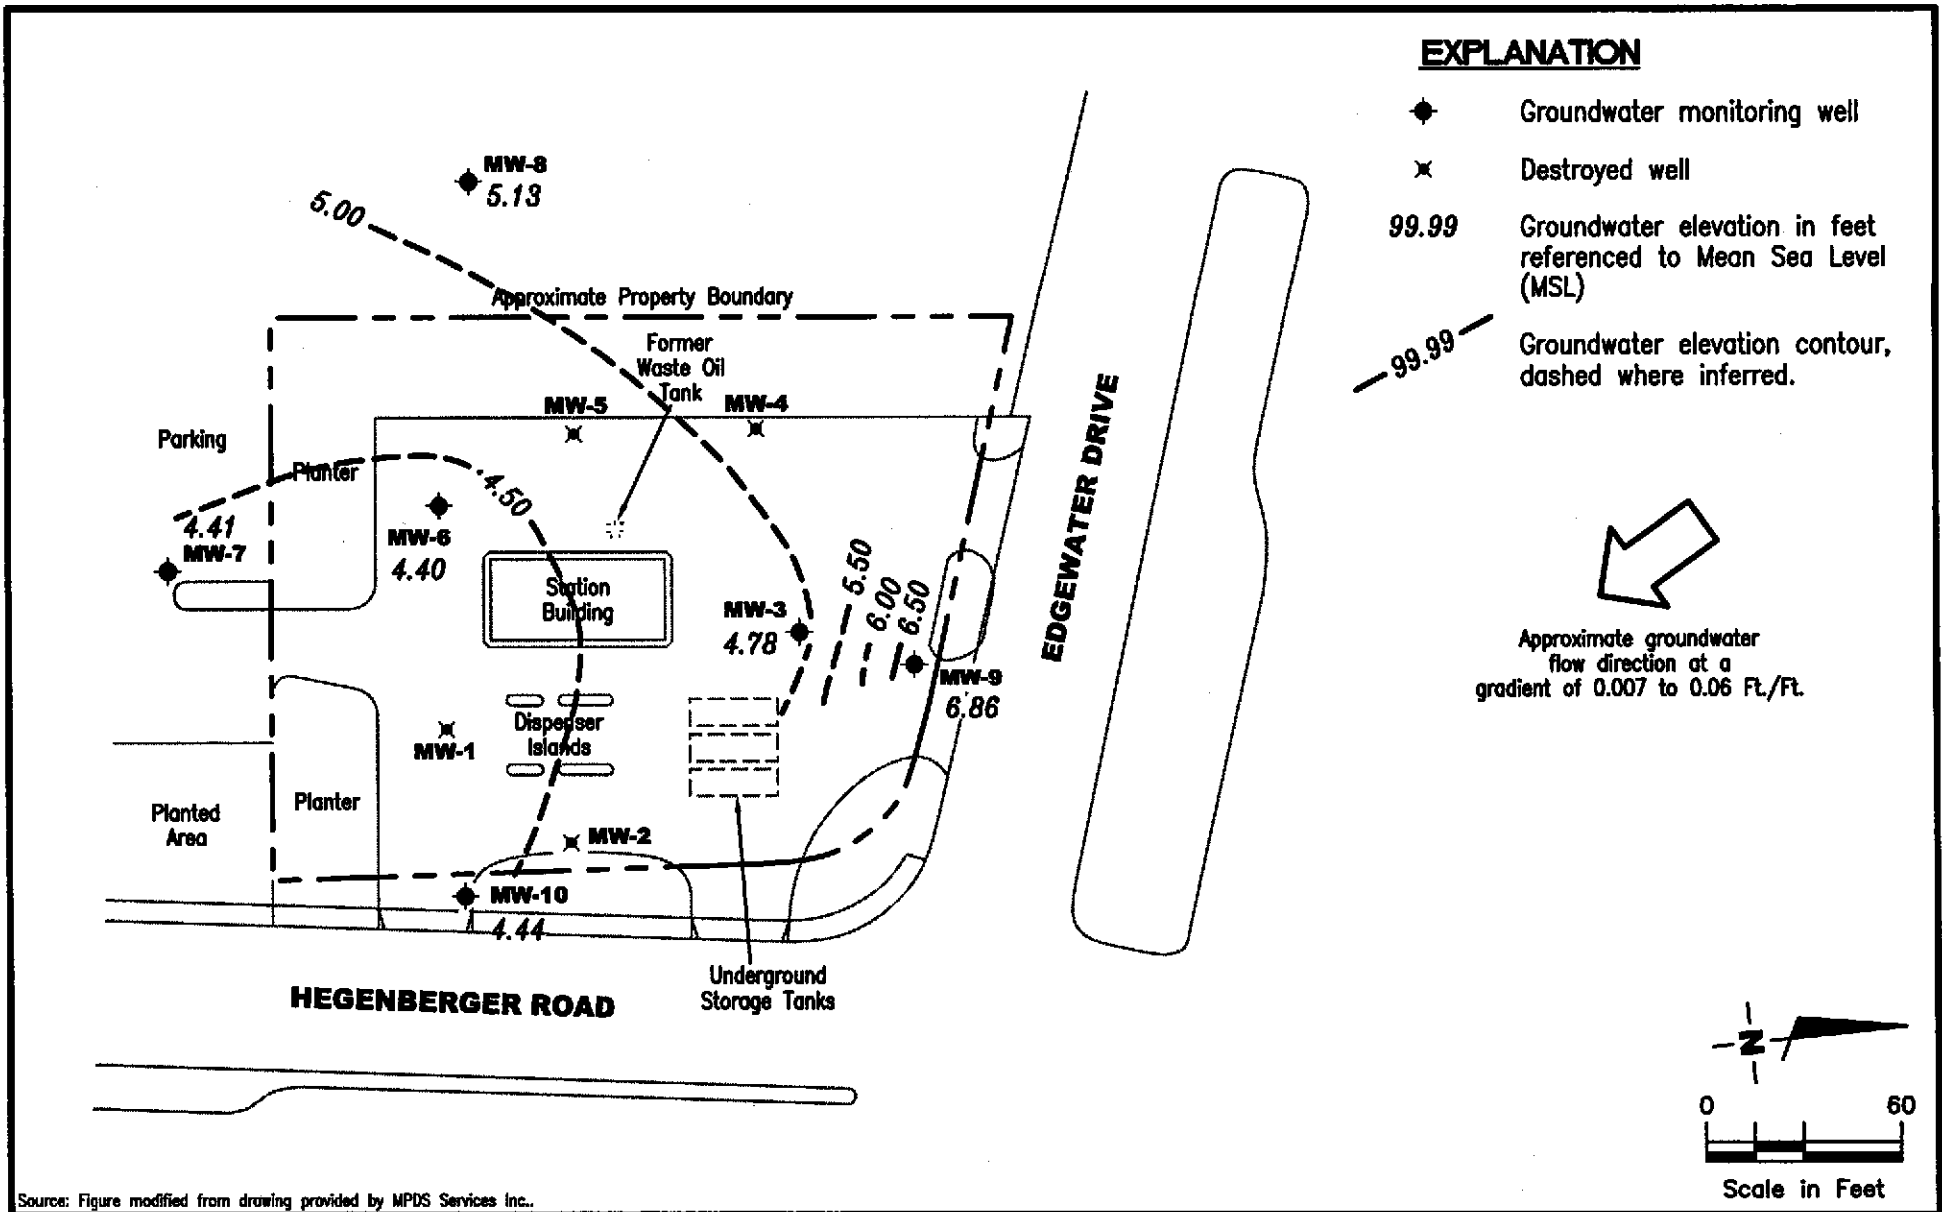 EXPLANATION
Groundwater monitoring well
Destroyed well
99.99
Groundwater elevation in feet
referenced to Mean Sea Level
(MSL)
99.99
Groundwater elevation contour,
dashed where inferred.
MW-8
5.13
5.00
Approximate Property Boundary
Former
Waste Oil
Tank
MW-5
MW-4
Parking
Planter
4.50
4.41
MW-7
MW-6
4.40
Station
Building
MW-3
4.78
5.50
6.00
6.50
MW-9
6.86
EDGEWATER DRIVE
Approximate groundwater
flow direction at a
gradient of 0.007 to 0.06 Ft./Ft.
MW-1
Dispenser
Islands
Planted
Area
Planter
MW-2
MW-10
4.44
Underground
Storage Tanks
HEGENBERGER ROAD
N
0 60
Scale in Feet
Source: Figure modified from drawing provided by MPDS Services Inc..